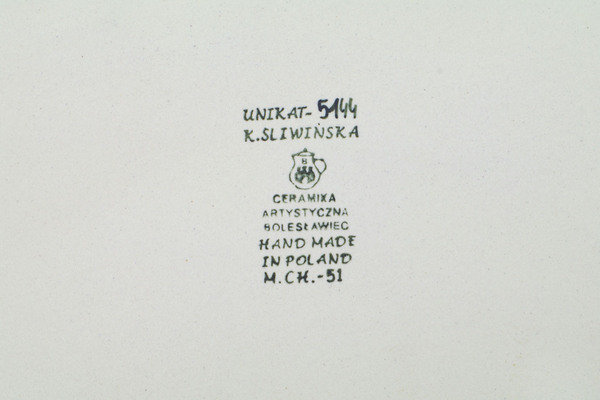 UNIKAT-5144
K.SLIWIŃSKA
B
CERAMIKA
ARTYSTYCZNA
BOLESŁAWIEC
HAND MADE
IN POLAND
M.CH.-51